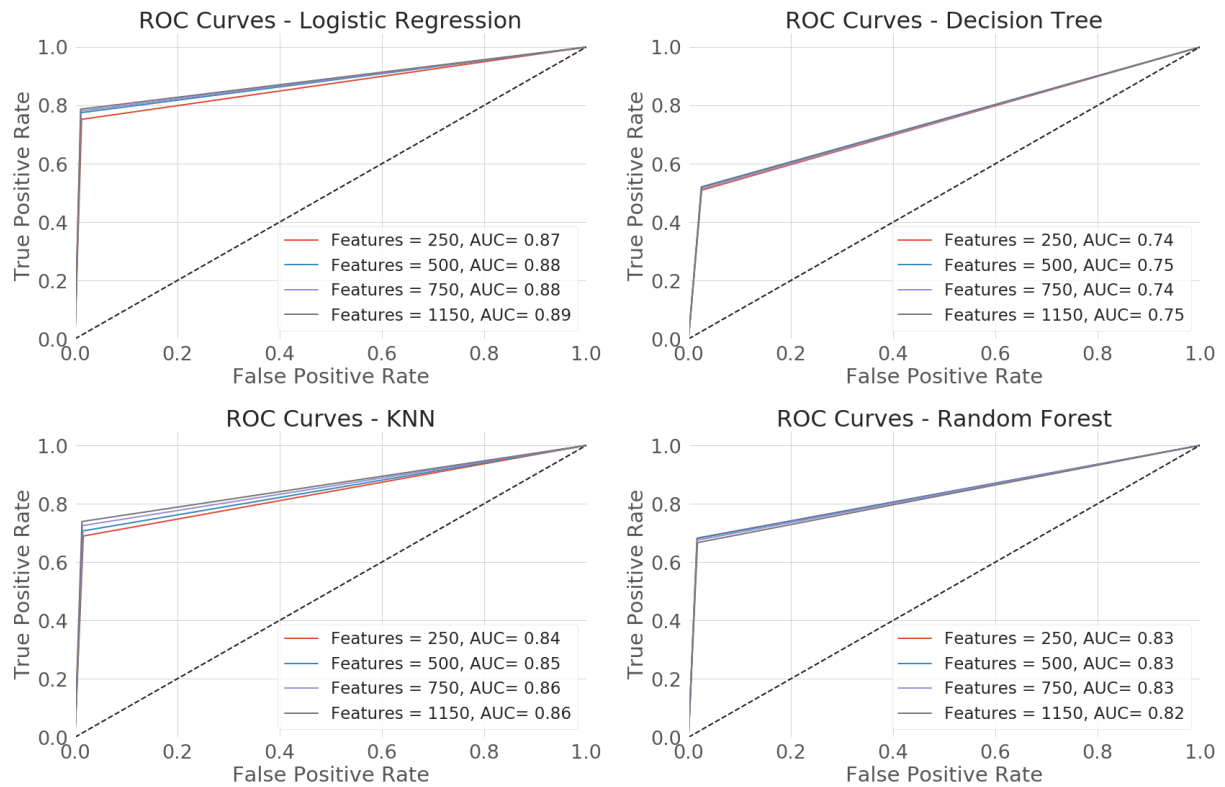 ROC Curves - Logistic Regression
1.0
0.8
0.6
0.4
0.2
0.0
True Positive Rate
Features = 250, AUC= 0.87
Features = 500, AUC= 0.88
Features = 750, AUC= 0.88
Features = 1150, AUC= 0.89
0.0 0.2 0.4 0.6 0.8 1.0
False Positive Rate
ROC Curves - Decision Tree
1.0
0.8
0.6
0.4
0.2
0.0
True Positive Rate
Features = 250, AUC= 0.74
Features = 500, AUC= 0.75
Features = 750, AUC= 0.74
Features = 1150, AUC= 0.75
0.0 0.2 0.4 0.6 0.8 1.0
False Positive Rate
ROC Curves - KNN
1.0
0.8
0.6
0.4
0.2
0.0
True Positive Rate
Features = 250, AUC= 0.84
Features = 500, AUC= 0.85
Features = 750, AUC= 0.86
Features = 1150, AUC= 0.86
0.0 0.2 0.4 0.6 0.8 1.0
False Positive Rate
ROC Curves - Random Forest
1.0
0.8
0.6
0.4
0.2
0.0
True Positive Rate
Features = 250, AUC= 0.83
Features = 500, AUC= 0.83
Features = 750, AUC= 0.83
Features = 1150, AUC= 0.82
0.0 0.2 0.4 0.6 0.8 1.0
False Positive Rate